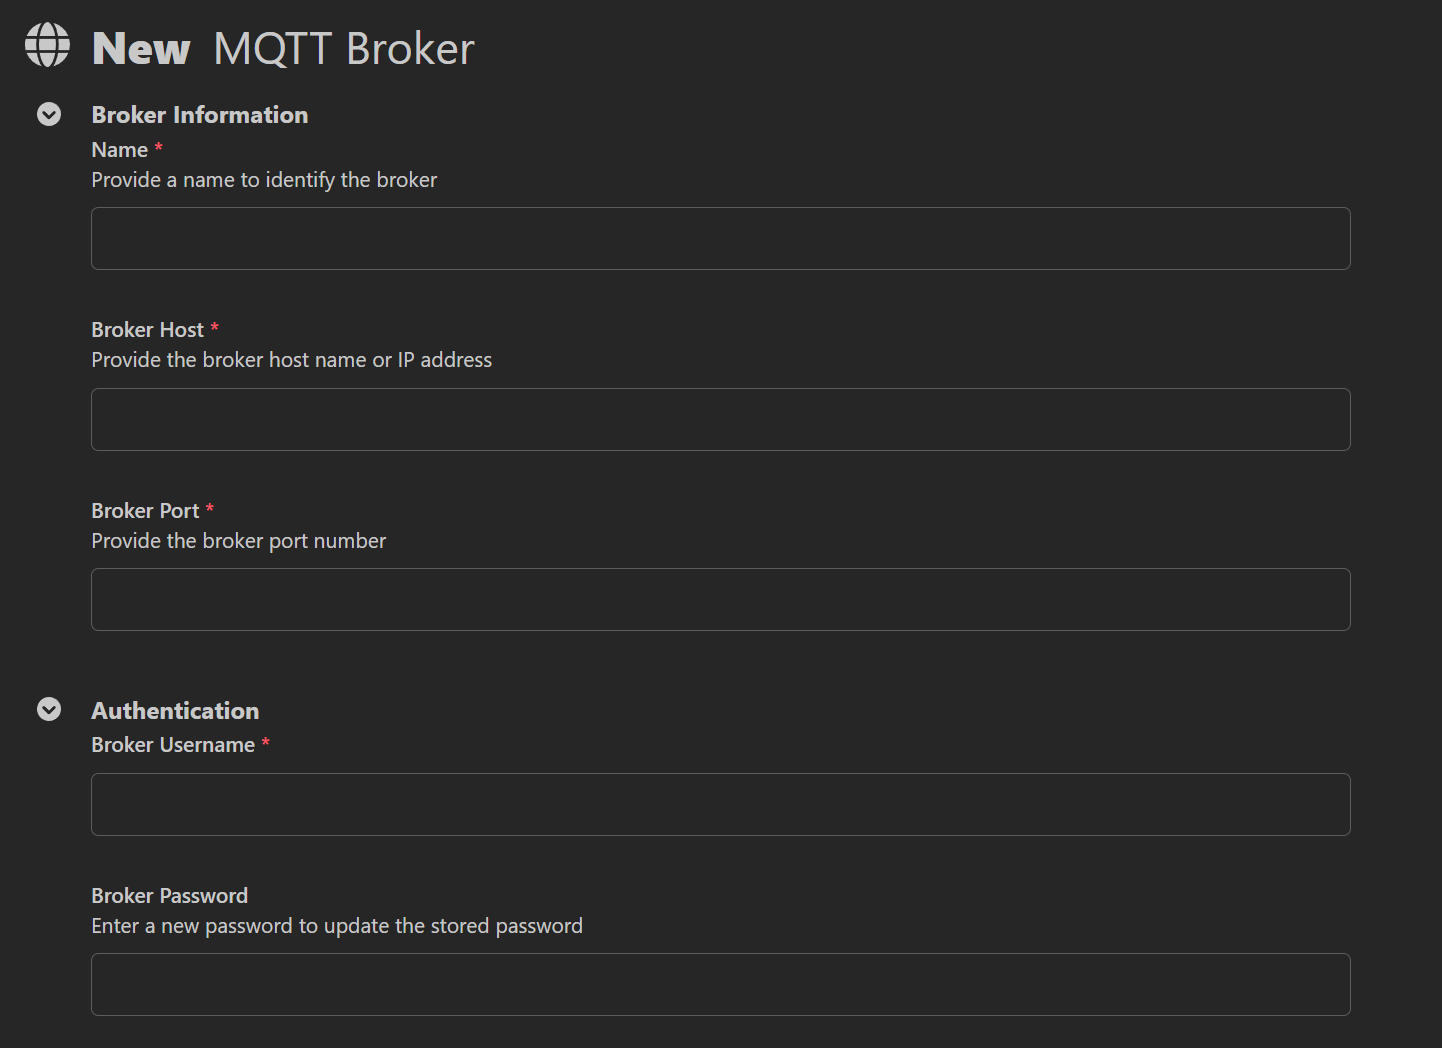 New MQTT Broker
Broker Information
Name *
Provide a name to identify the broker
Broker Host *
Provide the broker host name or IP address
Broker Port *
Provide the broker port number
Authentication
Broker Username *
Broker Password
Enter a new password to update the stored password